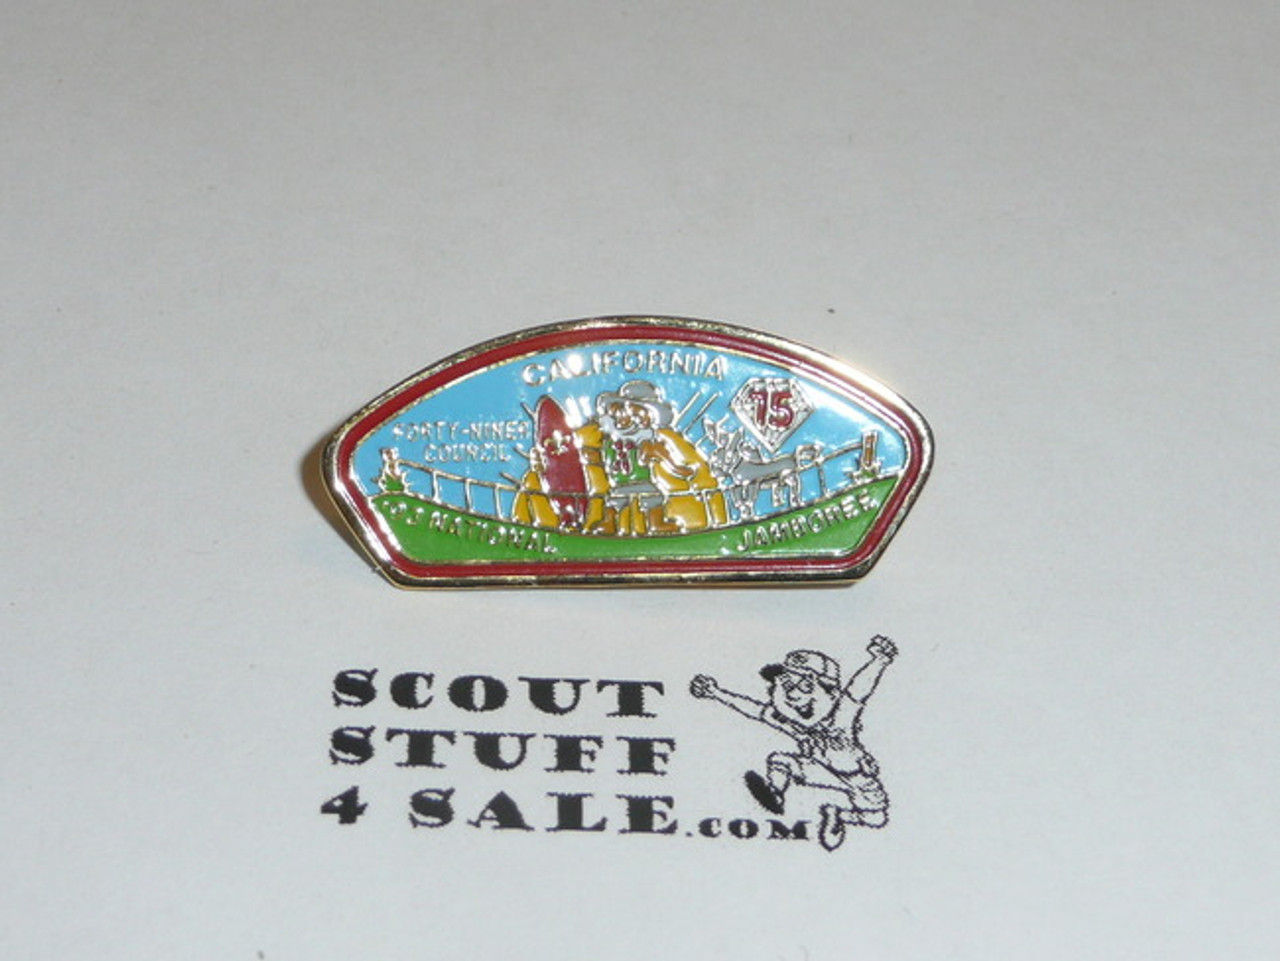 CALIFORNIA
75
FORTY-NINER
COUNCIL
NATIONAL JAMBOREE
SCOUT
STUFF
4 SALE.COM